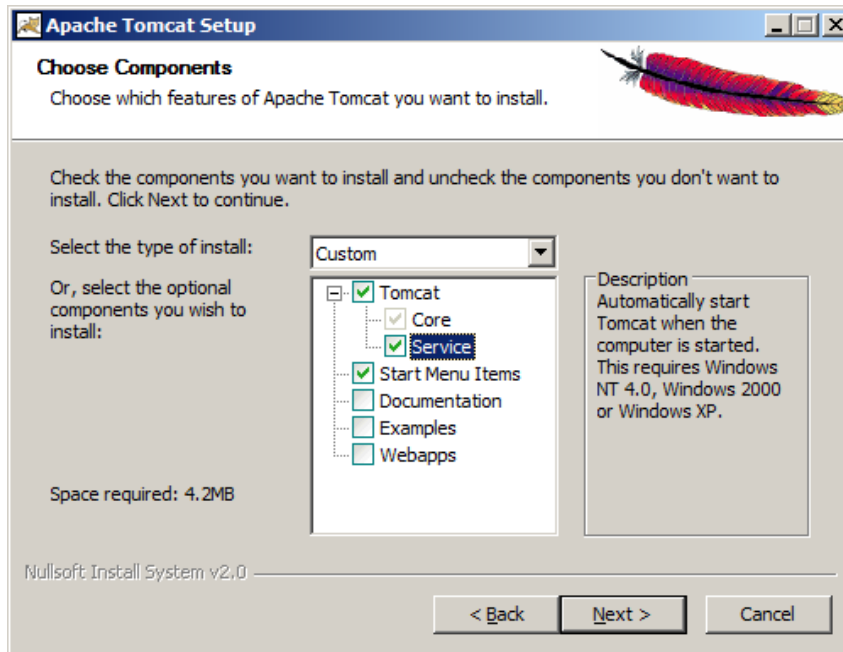 Apache Tomcat Setup
Choose Components
Choose which features of Apache Tomcat you want to install.
Check the components you want to install and uncheck the components you don't want to
install. Click Next to continue.
Select the type of install:
Custom
Or, select the optional
components you wish to
install:
Tomcat
Core
Service
Start Menu Items
Documentation
Examples
Webapps
Description
Automatically start
Tomcat when the
computer is started.
This requires Windows
NT 4.0, Windows 2000
or Windows XP.
Space required: 4.2MB
Nullsoft Install System v2.0
< Back
Next >
Cancel